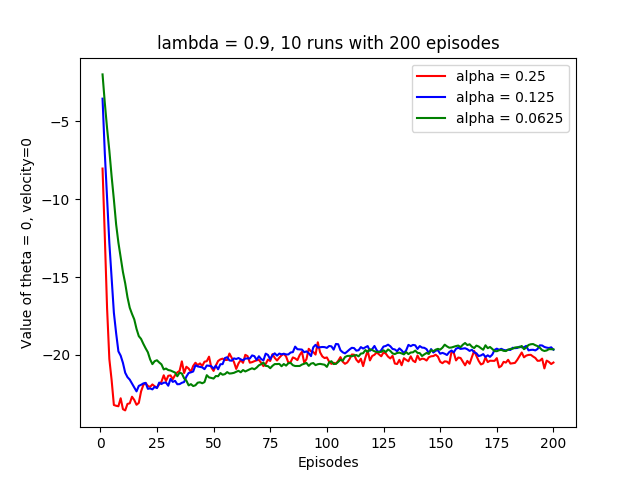 lambda = 0.9, 10 runs with 200 episodes
alpha = 0.25
alpha = 0.125
alpha = 0.0625
Value of theta = 0, velocity=0
−5
−10
−15
−20
0 25 50 75 100 125 150 175 200
Episodes